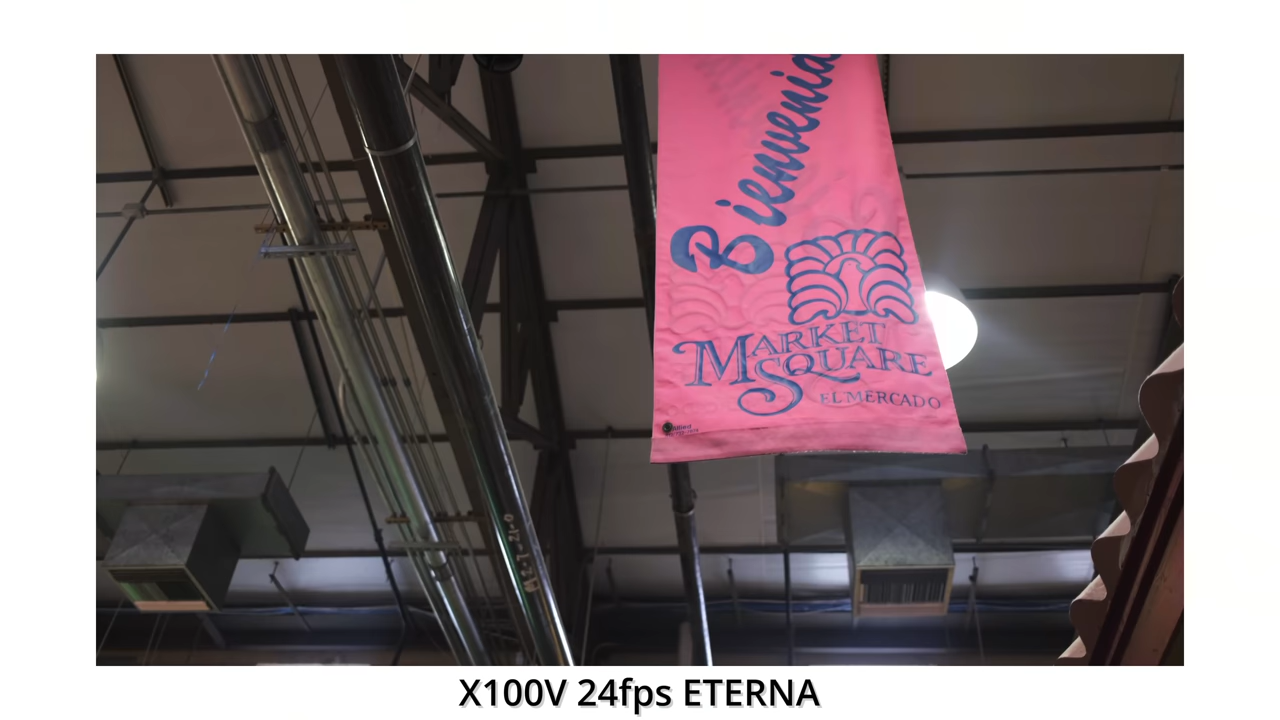 Bienvenid
MARKET
SQUARE
EL MERCADO
X100V 24fps ETERNA